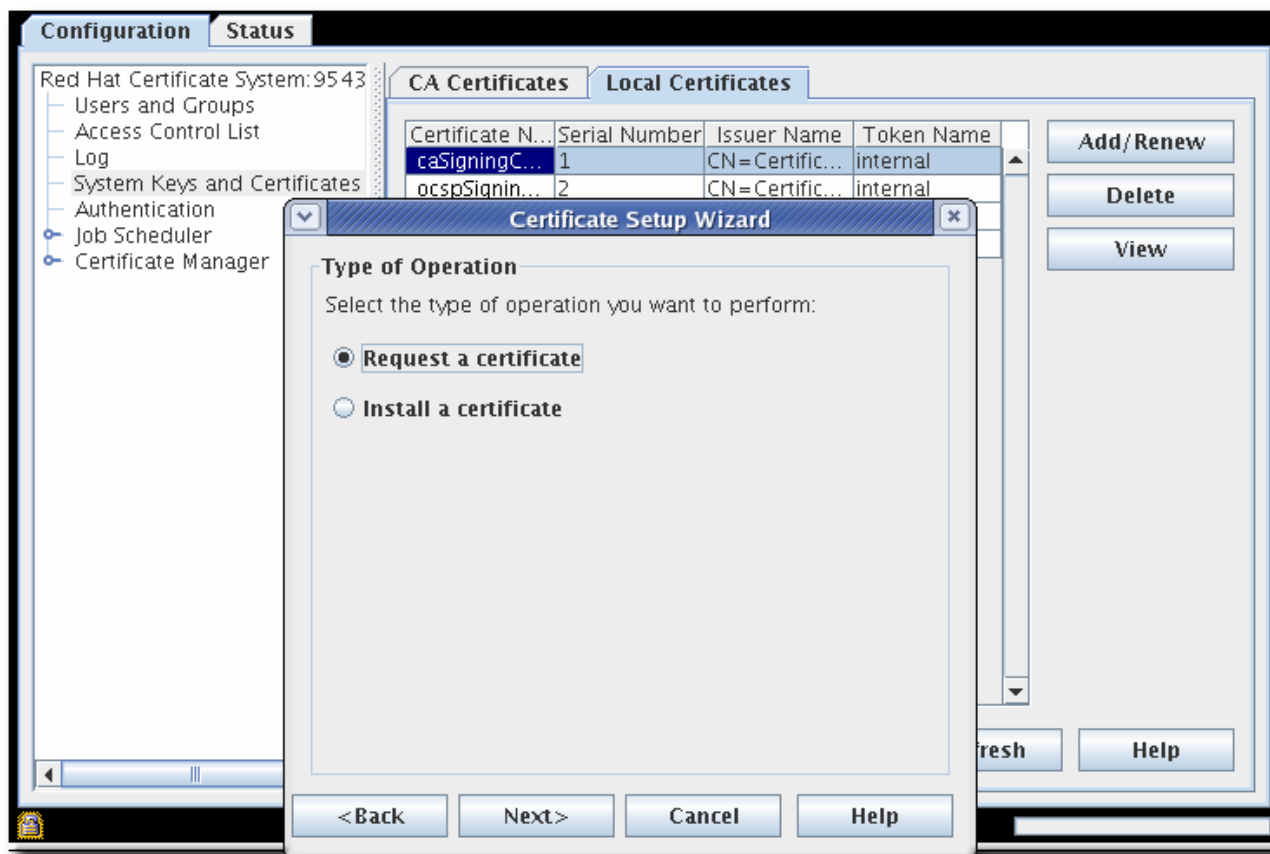 Configuration Status
Red Hat Certificate System:9543
Users and Groups
Access Control List
Log
System Keys and Certificates
Authentication
Job Scheduler
Certificate Manager
CA Certificates Local Certificates
Certificate N... Serial Number Issuer Name Token Name
caSigningC... 1 CN=Certific... internal
ocspSignin... 2 CN=Certific... internal
Add/Renew
Delete
View
Certificate Setup Wizard
Type of Operation
Select the type of operation you want to perform:
Request a certificate
Install a certificate
<Back Next> Cancel Help
fresh Help